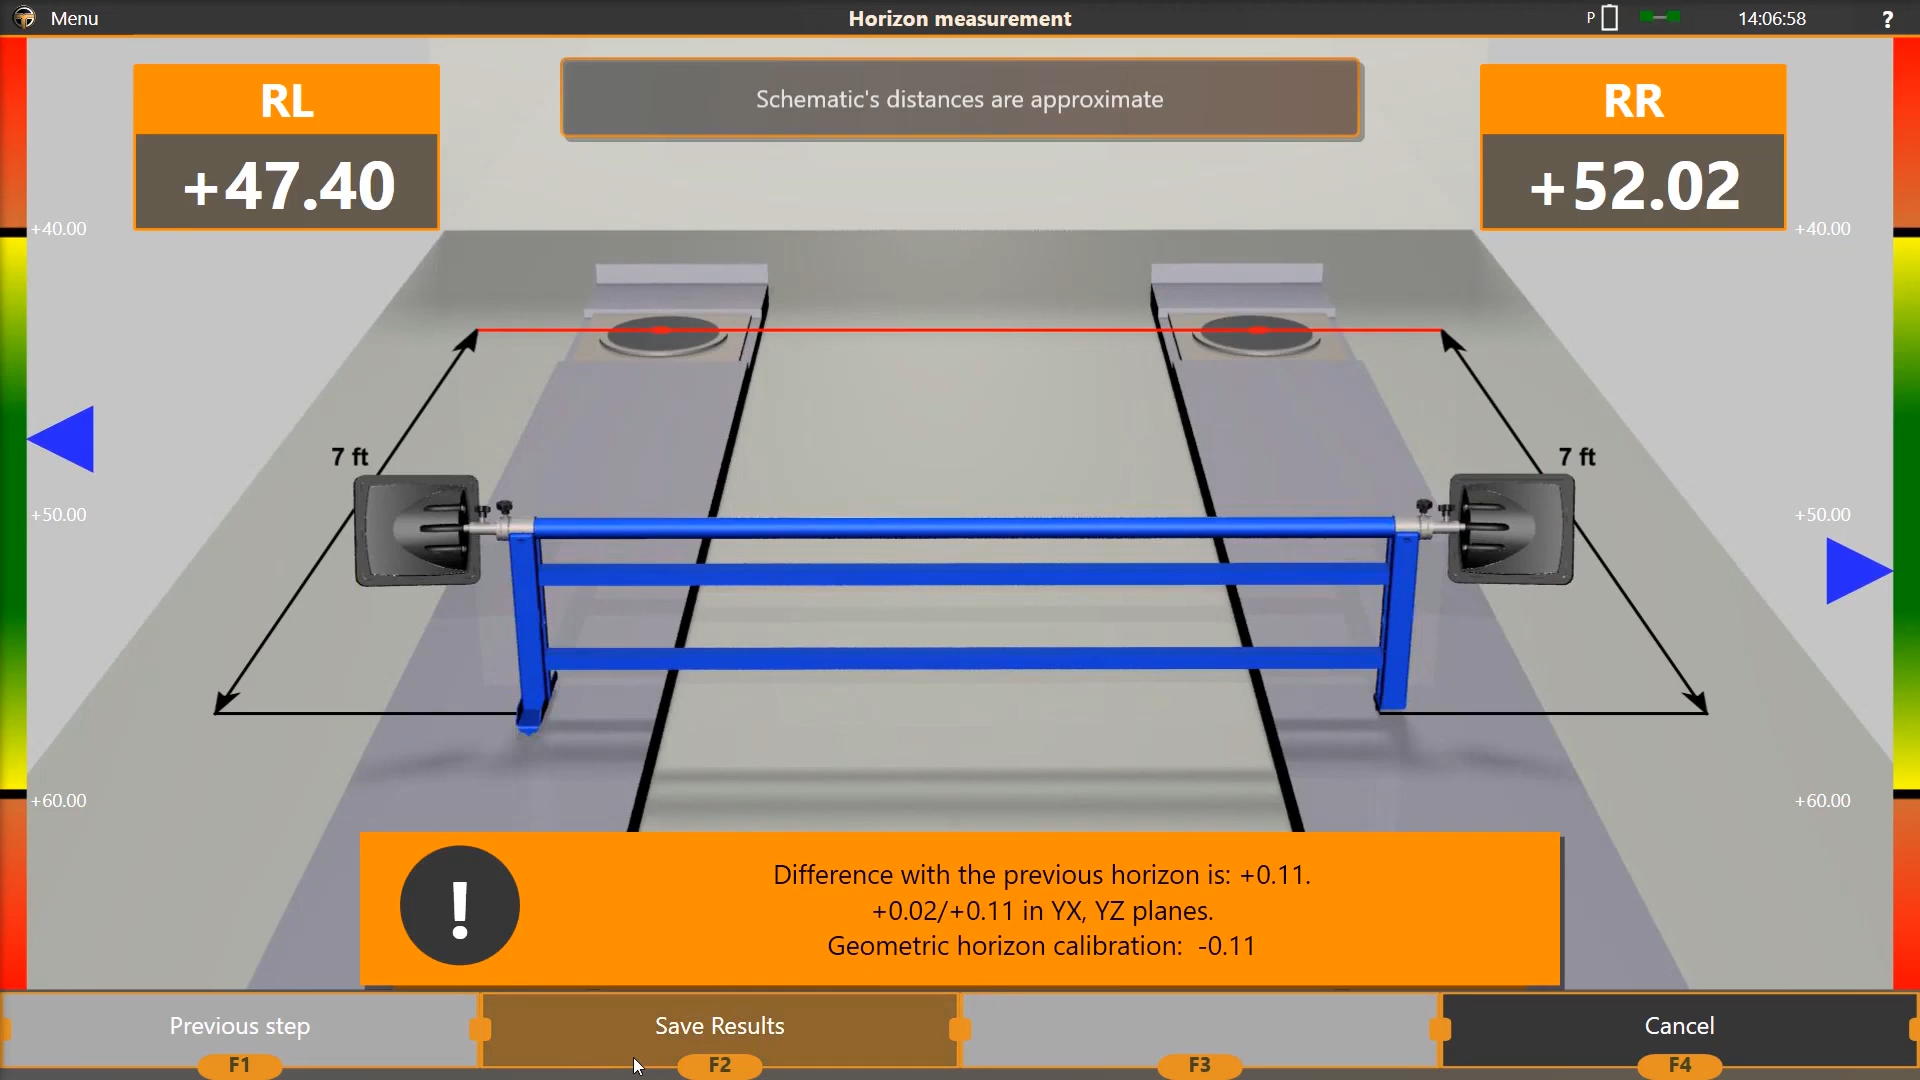 Menu
Horizon measurement
P
14:06:58
?
RL
+47.40
Schematic's distances are approximate
RR
+52.02
+40.00
+40.00
7 ft
7 ft
+50.00
+50.00
+60.00
+60.00
!
Difference with the previous horizon is: +0.11.
+0.02/+0.11 in YX, YZ planes.
Geometric horizon calibration: -0.11
Previous step
Save Results
Cancel
F1
F2
F3
F4